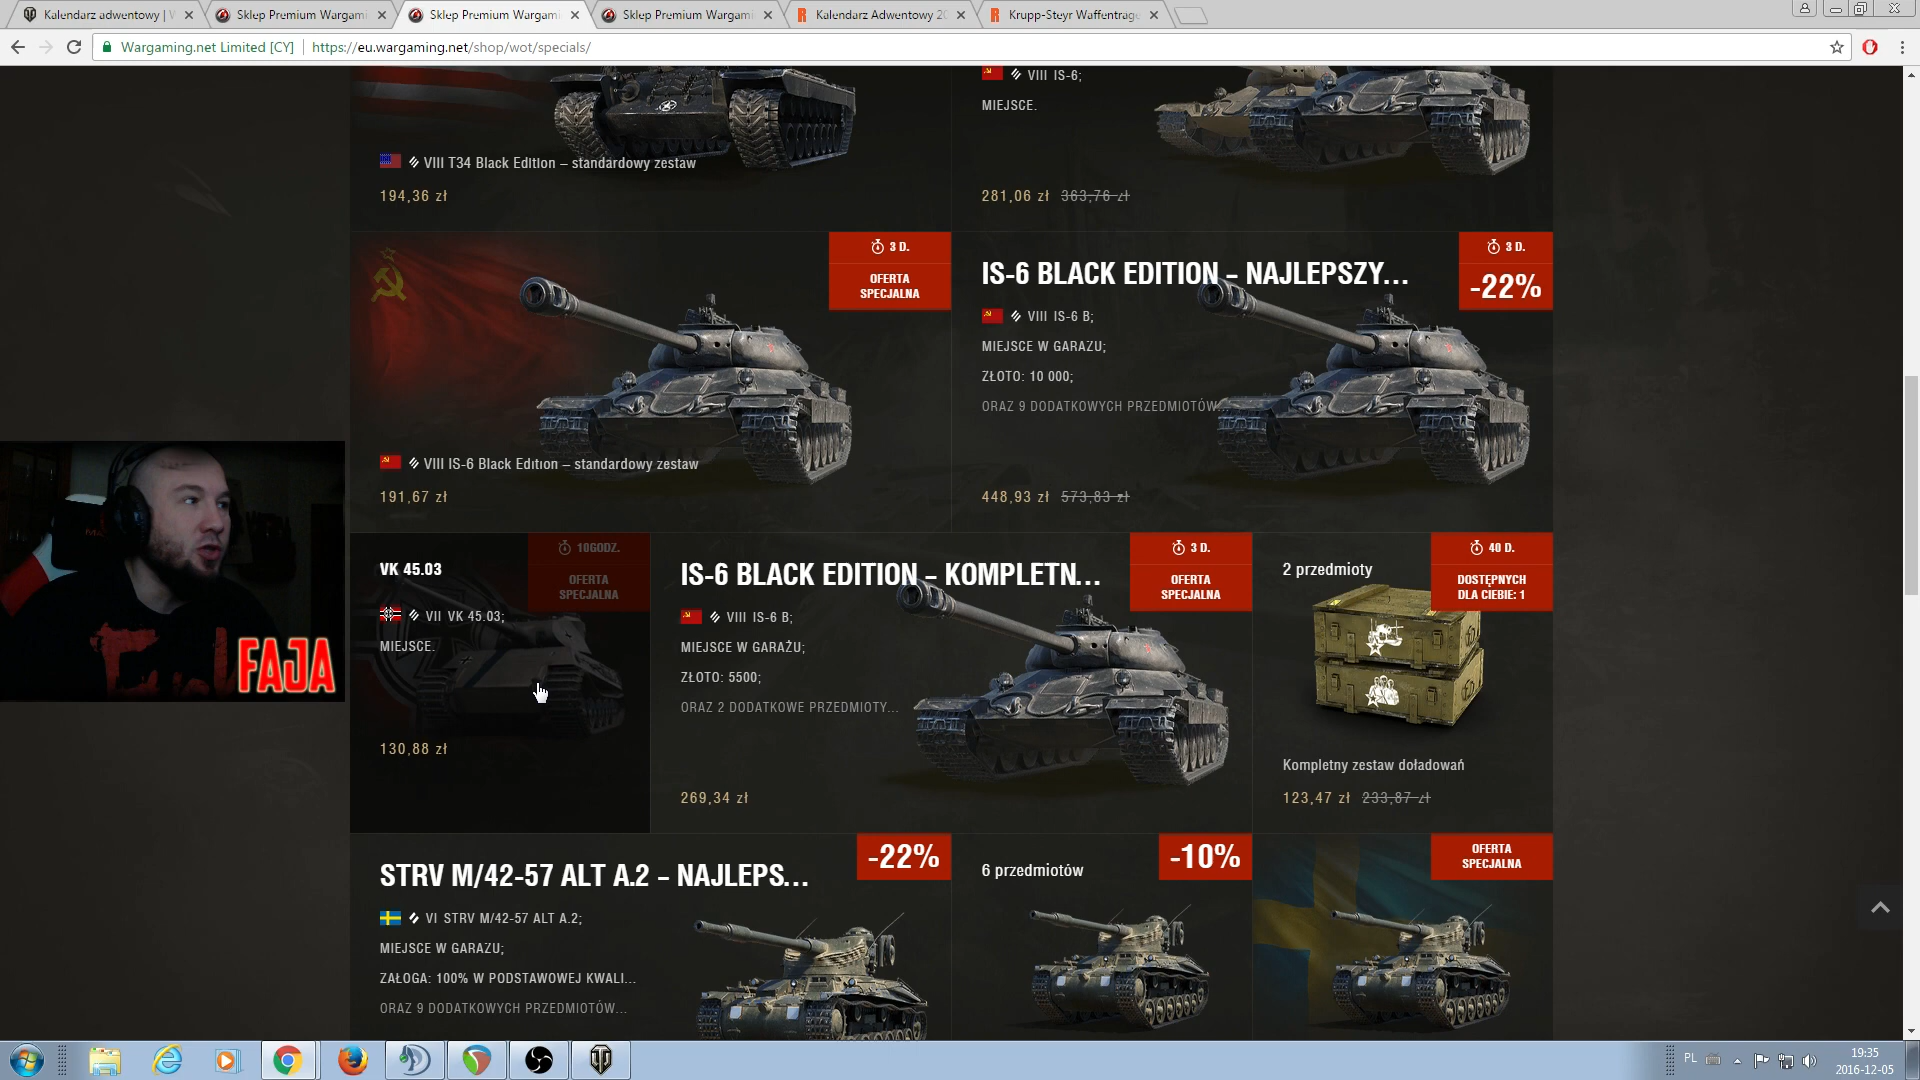 Kalendarz adwentowy | W
Sklep Premium Wargami
Sklep Premium Wargami
Sklep Premium Wargami
Kalendarz Adwentowy 20
Krupp-Steyr Waffentrage
Wargaming.net Limited [CY]
https://eu.wargaming.net/shop/wot/specials/
VIII T34 Black Edition – standardowy zestaw
194,36 zł
VIII IS-6;
MIEJSCE.
281,06 zł 363,76 zł
3 D.
OFERTA
SPECJALNA
VIII IS-6 Black Edition – standardowy zestaw
191,67 zł
IS-6 BLACK EDITION – NAJLEPSZY...
3 D.
-22%
VIII IS-6 B;
MIEJSCE W GARAŻU;
ZŁOTO: 10 000;
ORAZ 9 DODATKOWYCH PRZEDMIOTÓW...
448,93 zł 573,83 zł
VK 45.03
10GODZ.
OFERTA
SPECJALNA
VII VK 45.03;
MIEJSCE.
130,88 zł
IS-6 BLACK EDITION – KOMPLETN...
3 D.
OFERTA
SPECJALNA
VIII IS-6 B;
MIEJSCE W GARAŻU;
ZŁOTO: 5500;
ORAZ 2 DODATKOWE PRZEDMIOTY...
269,34 zł
2 przedmioty
40 D.
DOSTĘPNYCH
DLA CIEBIE: 1
Kompletny zestaw doładowań
123,47 zł 233,87 zł
STRV M/42-57 ALT A.2 – NAJLEPS...
-22%
VI STRV M/42-57 ALT A.2;
MIEJSCE W GARAŻU;
ZAŁOGA: 100% W PODSTAWOWEJ KWALI...
ORAZ 9 DODATKOWYCH PRZEDMIOTÓW...
6 przedmiotów
-10%
OFERTA
SPECJALNA
FAJA
PL
19:35
2016-12-05